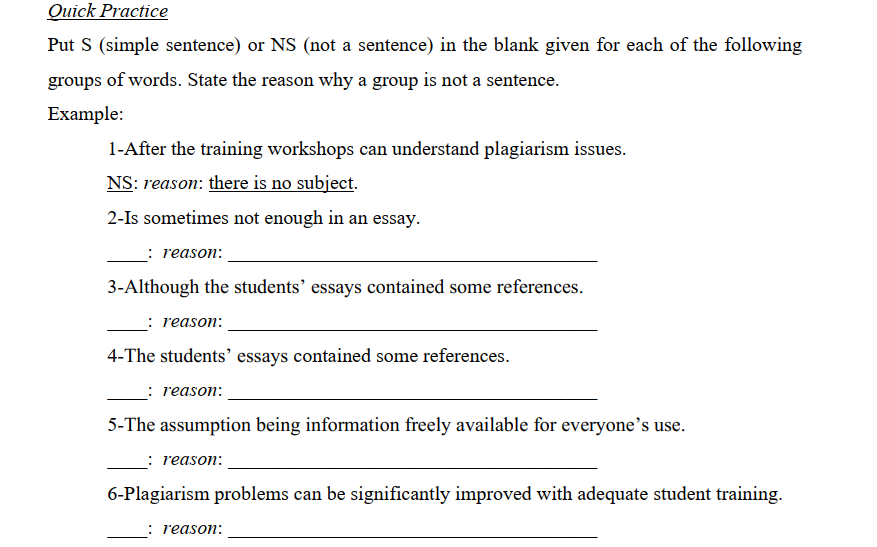 Quick Practice
Put S (simple sentence) or NS (not a sentence) in the blank given for each of the following
groups of words. State the reason why a group is not a sentence.
Example:
1-After the training workshops can understand plagiarism issues.
NS: reason: there is no subject.
2-Is sometimes not enough in an essay.
____: reason: ______________________________________
3-Although the students’ essays contained some references.
____: reason: ______________________________________
4-The students’ essays contained some references.
____: reason: ______________________________________
5-The assumption being information freely available for everyone’s use.
____: reason: ______________________________________
6-Plagiarism problems can be significantly improved with adequate student training.
____: reason: ______________________________________